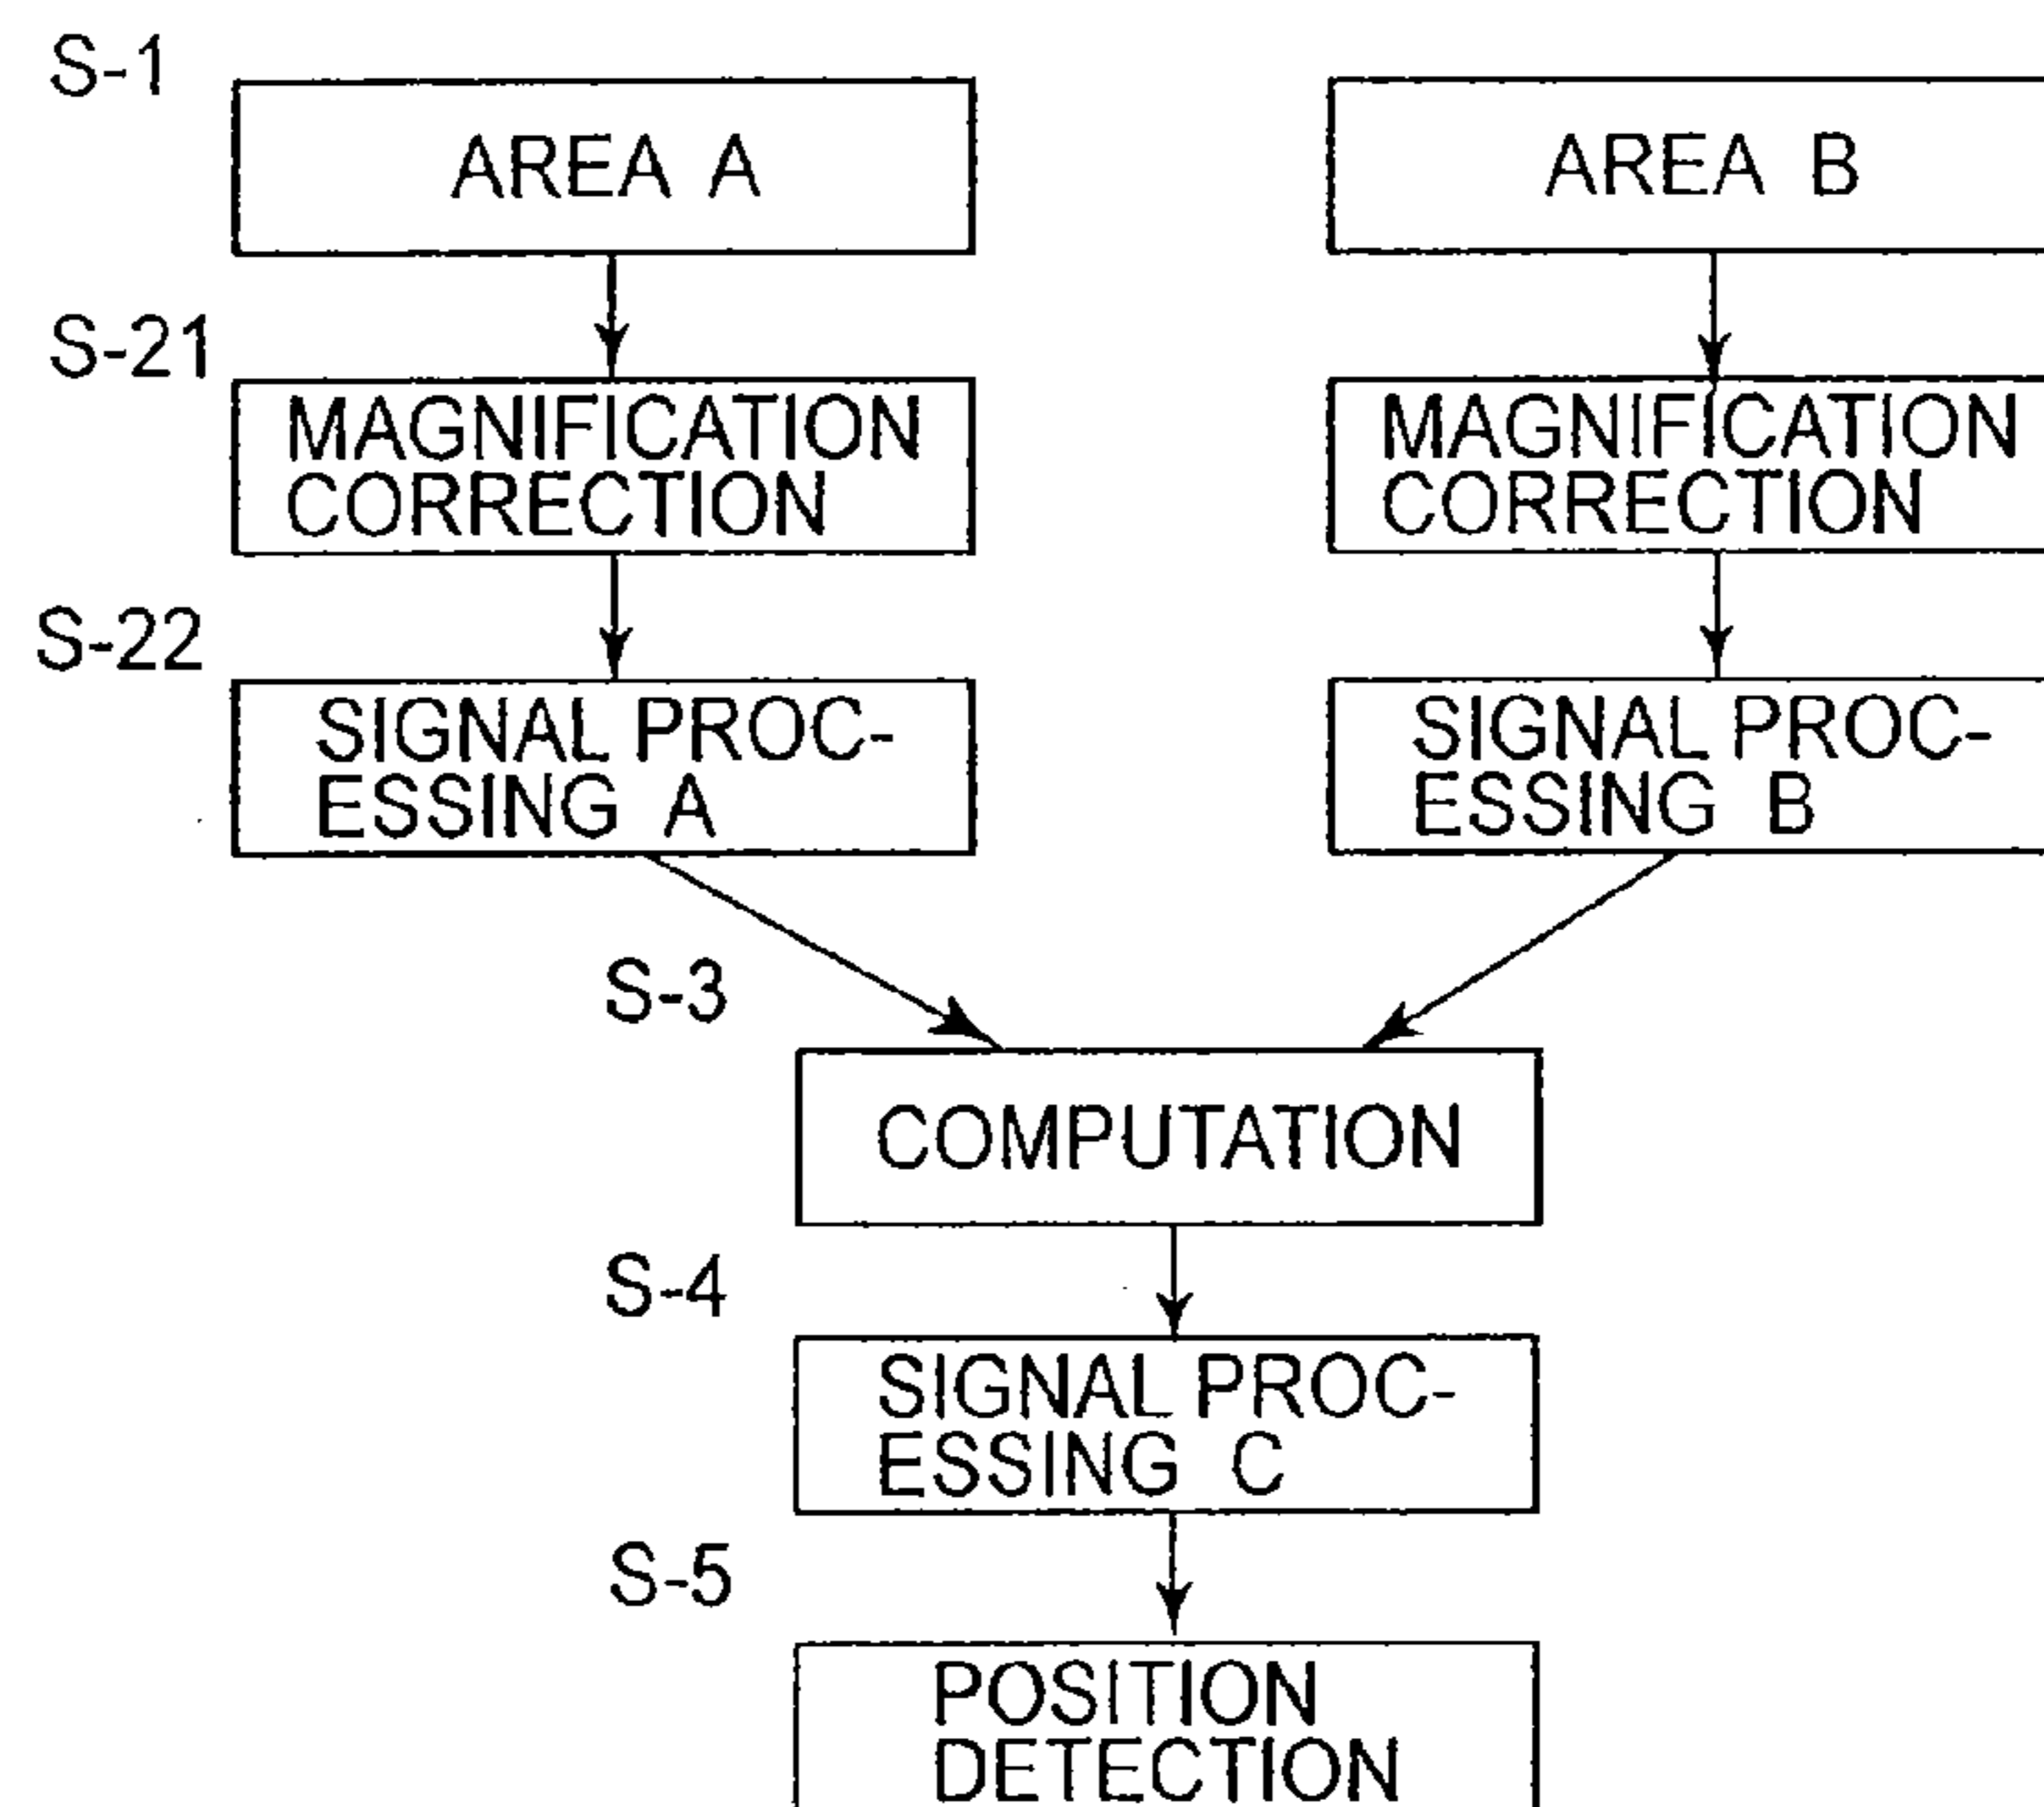 S-1
AREA A
AREA B
S-21
MAGNIFICATION
CORRECTION
MAGNIFICATION
CORRECTION
S-22
SIGNAL PROC-
ESSING A
SIGNAL PROC-
ESSING B
S-3
COMPUTATION
S-4
SIGNAL PROC-
ESSING C
S-5
POSITION
DETECTION